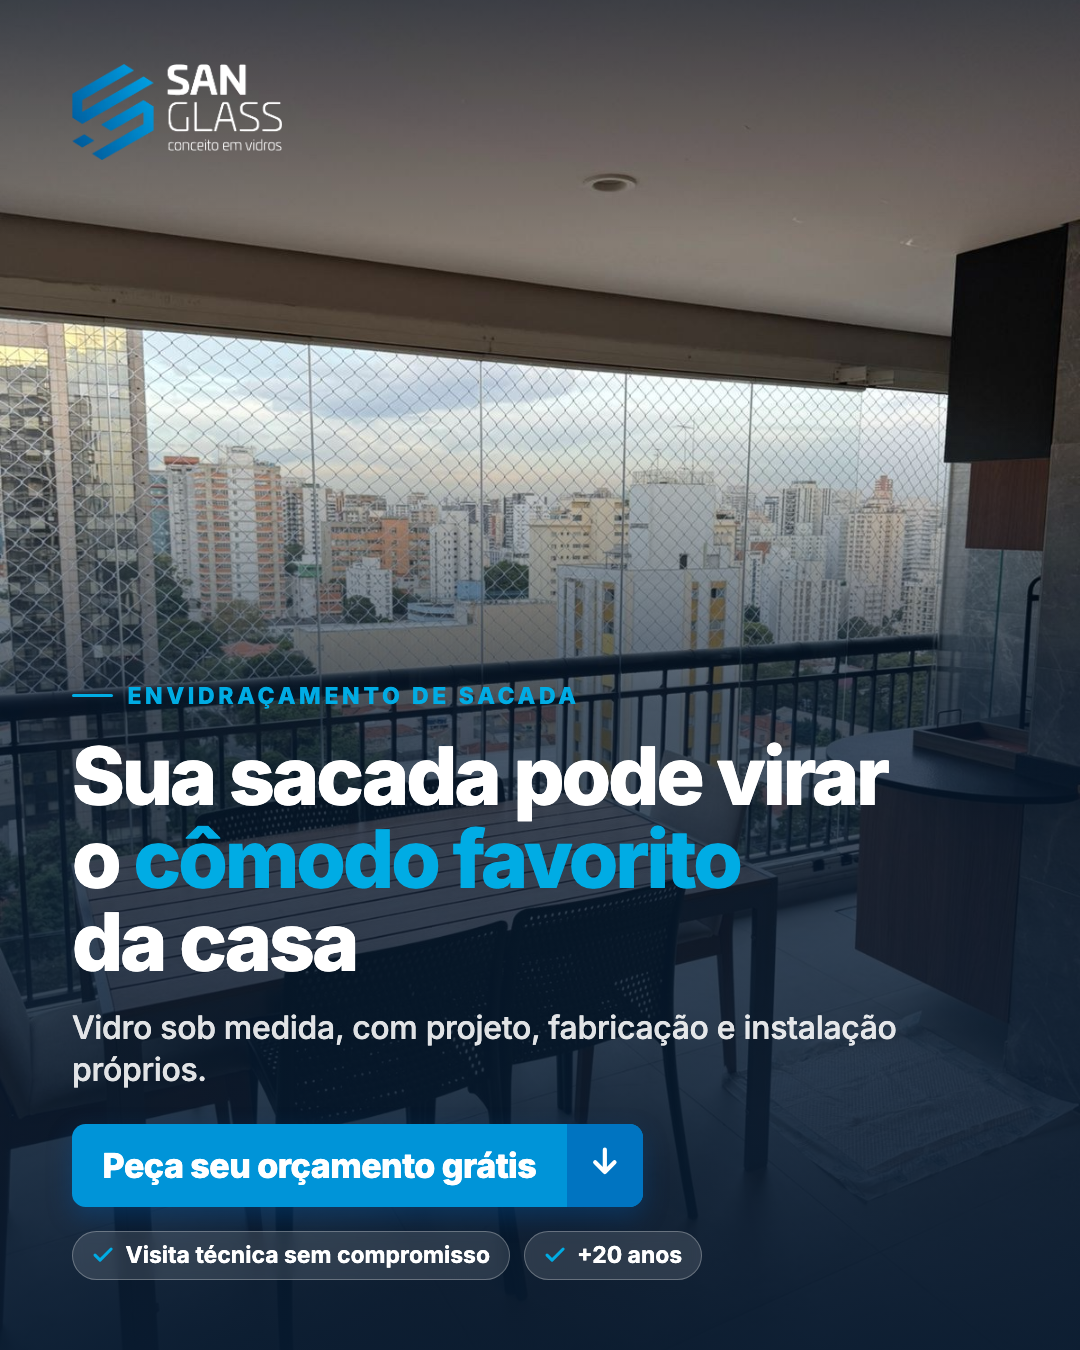 SAN
GLASS
conceito em vidros
ENVIDRAÇAMENTO DE SACADA
Sua sacada pode virar
o cômodo favorito
da casa
Vidro sob medida, com projeto, fabricação e instalação
próprios.
Peça seu orçamento grátis
Visita técnica sem compromisso
+20 anos